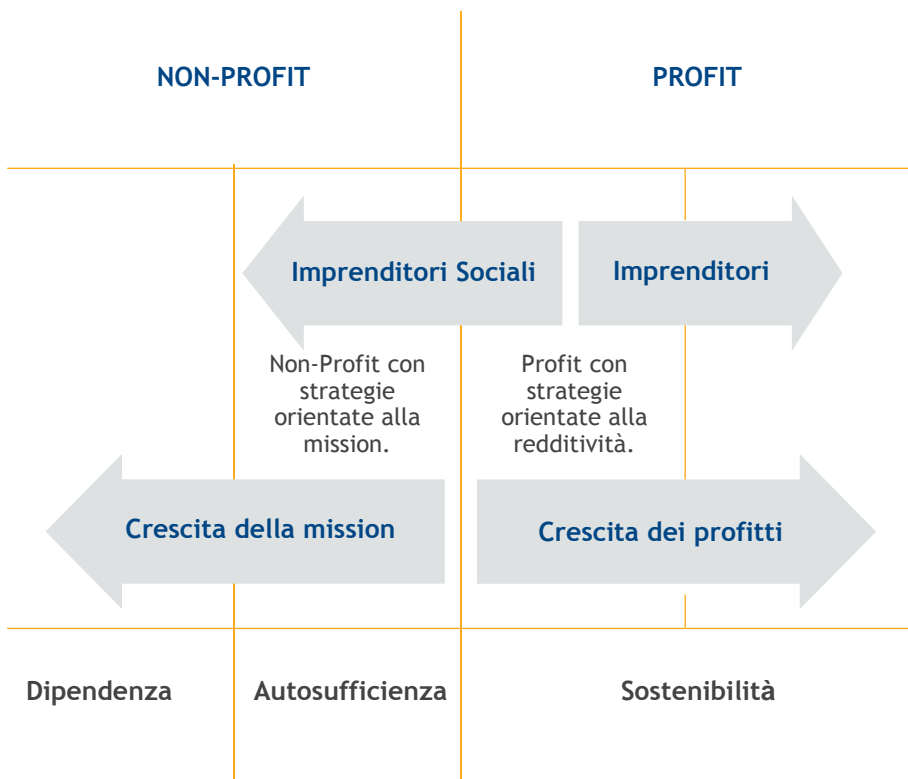 NON-PROFIT
PROFIT
Imprenditori Sociali
Imprenditori
Non-Profit con
strategie
orientate alla
mission.
Profit con
strategie
orientate alla
redditività.
Crescita della mission
Crescita dei profitti
Dipendenza
Autosufficienza
Sostenibilità